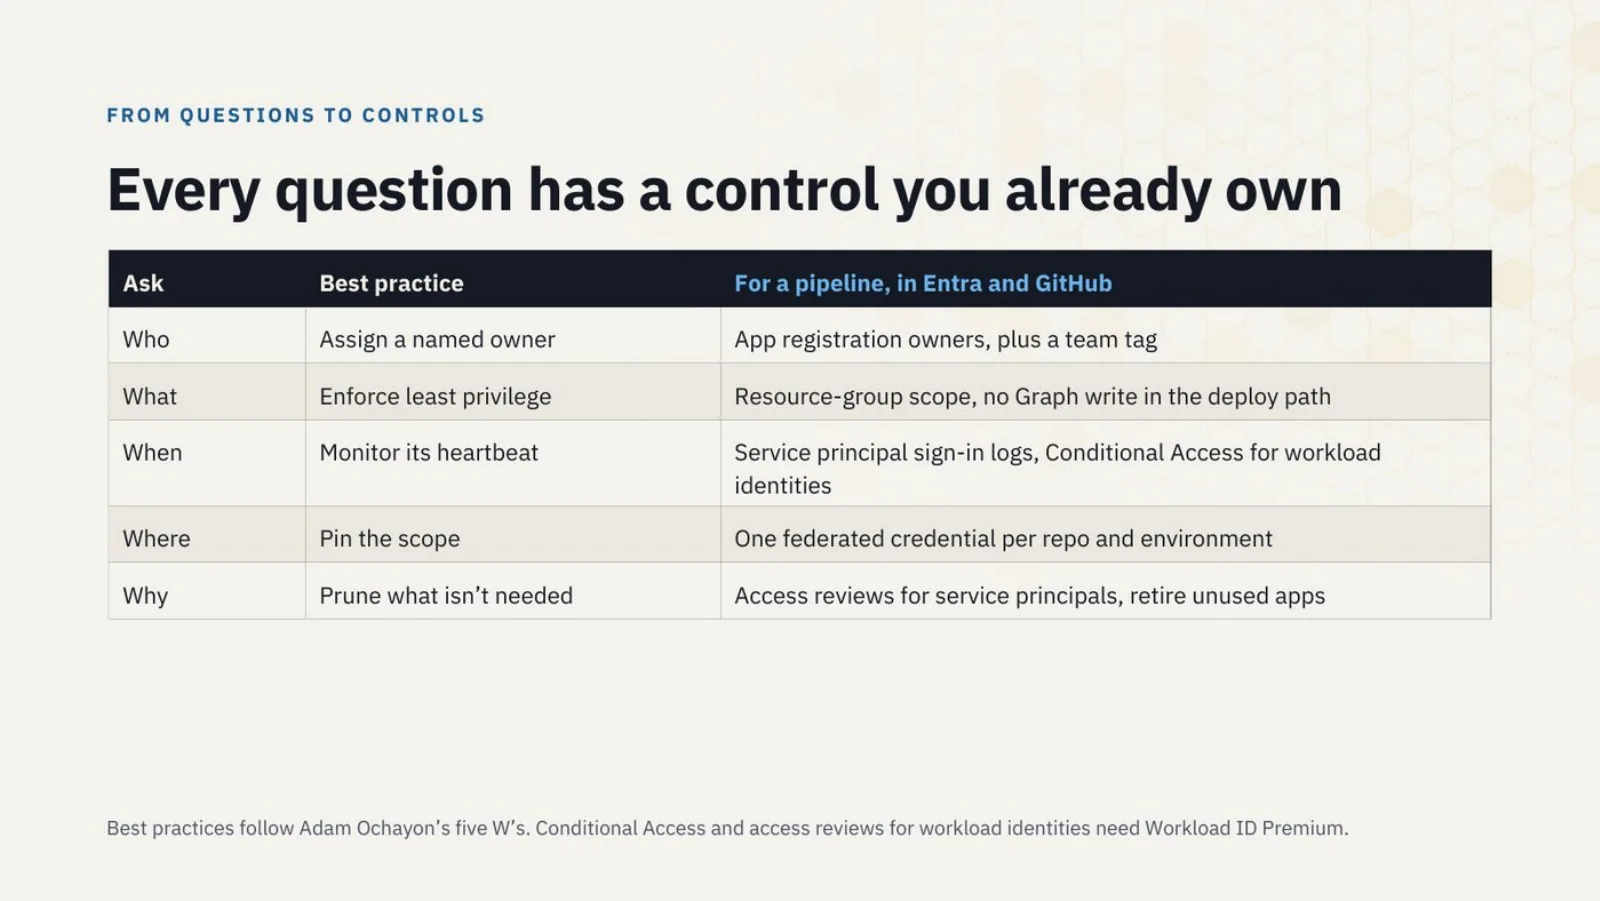 FROM QUESTIONS TO CONTROLS
Every question has a control you already own
Ask Best practice For a pipeline, in Entra and GitHub
Who Assign a named owner App registration owners, plus a team tag
What Enforce least privilege Resource-group scope, no Graph write in the deploy path
When Monitor its heartbeat Service principal sign-in logs, Conditional Access for workload
identities
Where Pin the scope One federated credential per repo and environment
Why Prune what isn’t needed Access reviews for service principals, retire unused apps
Best practices follow Adam Ochayon’s five W’s. Conditional Access and access reviews for workload identities need Workload ID Premium.